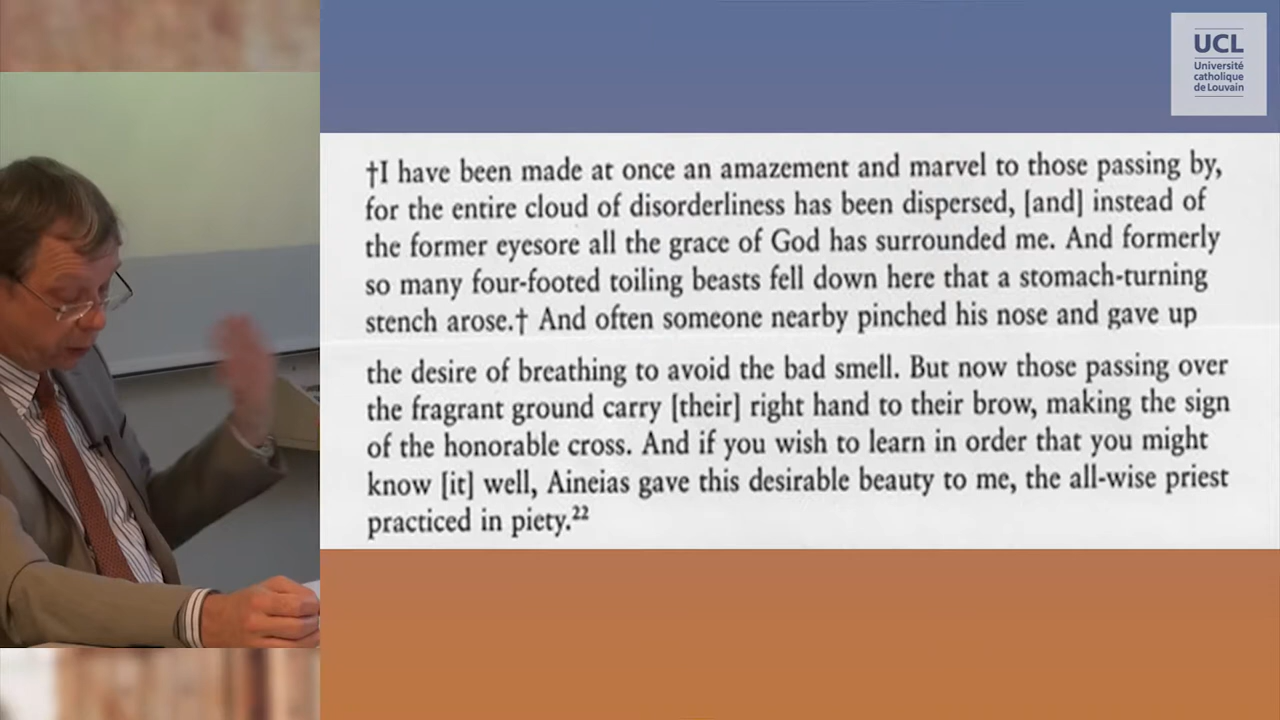 UCL
Université
catholique
de Louvain
†I have been made at once an amazement and marvel to those passing by,
for the entire cloud of disorderliness has been dispersed, [and] instead of
the former eyesore all the grace of God has surrounded me. And formerly
so many four-footed toiling beasts fell down here that a stomach-turning
stench arose.† And often someone nearby pinched his nose and gave up
the desire of breathing to avoid the bad smell. But now those passing over
the fragrant ground carry [their] right hand to their brow, making the sign
of the honorable cross. And if you wish to learn in order that you might
know [it] well, Aineias gave this desirable beauty to me, the all-wise priest
practiced in piety.²²